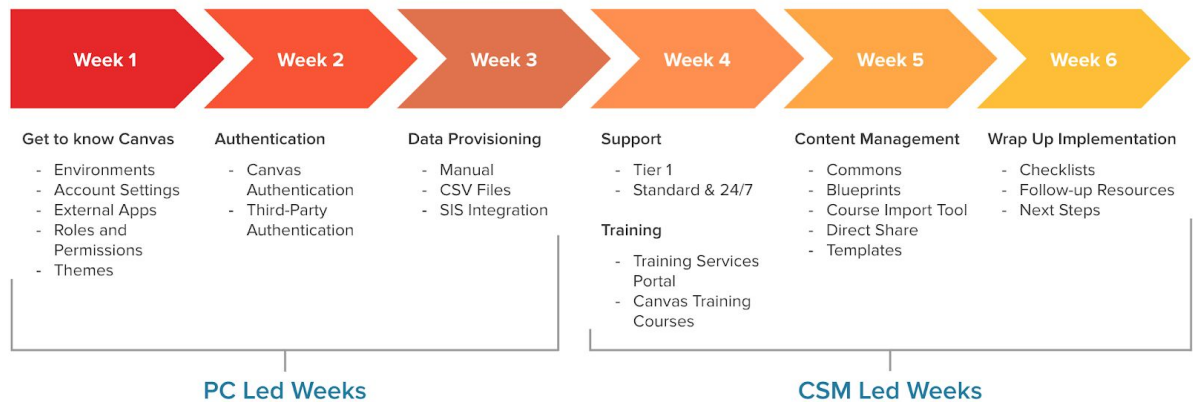 Week 1
Week 2
Week 3
Week 4
Week 5
Week 6
Get to know Canvas
- Environments
- Account Settings
- External Apps
- Roles and
Permissions
- Themes
Authentication
- Canvas
Authentication
- Third-Party
Authentication
Data Provisioning
- Manual
- CSV Files
- SIS Integration
Support
- Tier 1
- Standard & 24/7
Training
- Training Services
Portal
- Canvas Training
Courses
Content Management
- Commons
- Blueprints
- Course Import Tool
- Direct Share
- Templates
Wrap Up Implementation
- Checklists
- Follow-up Resources
- Next Steps
PC Led Weeks
CSM Led Weeks